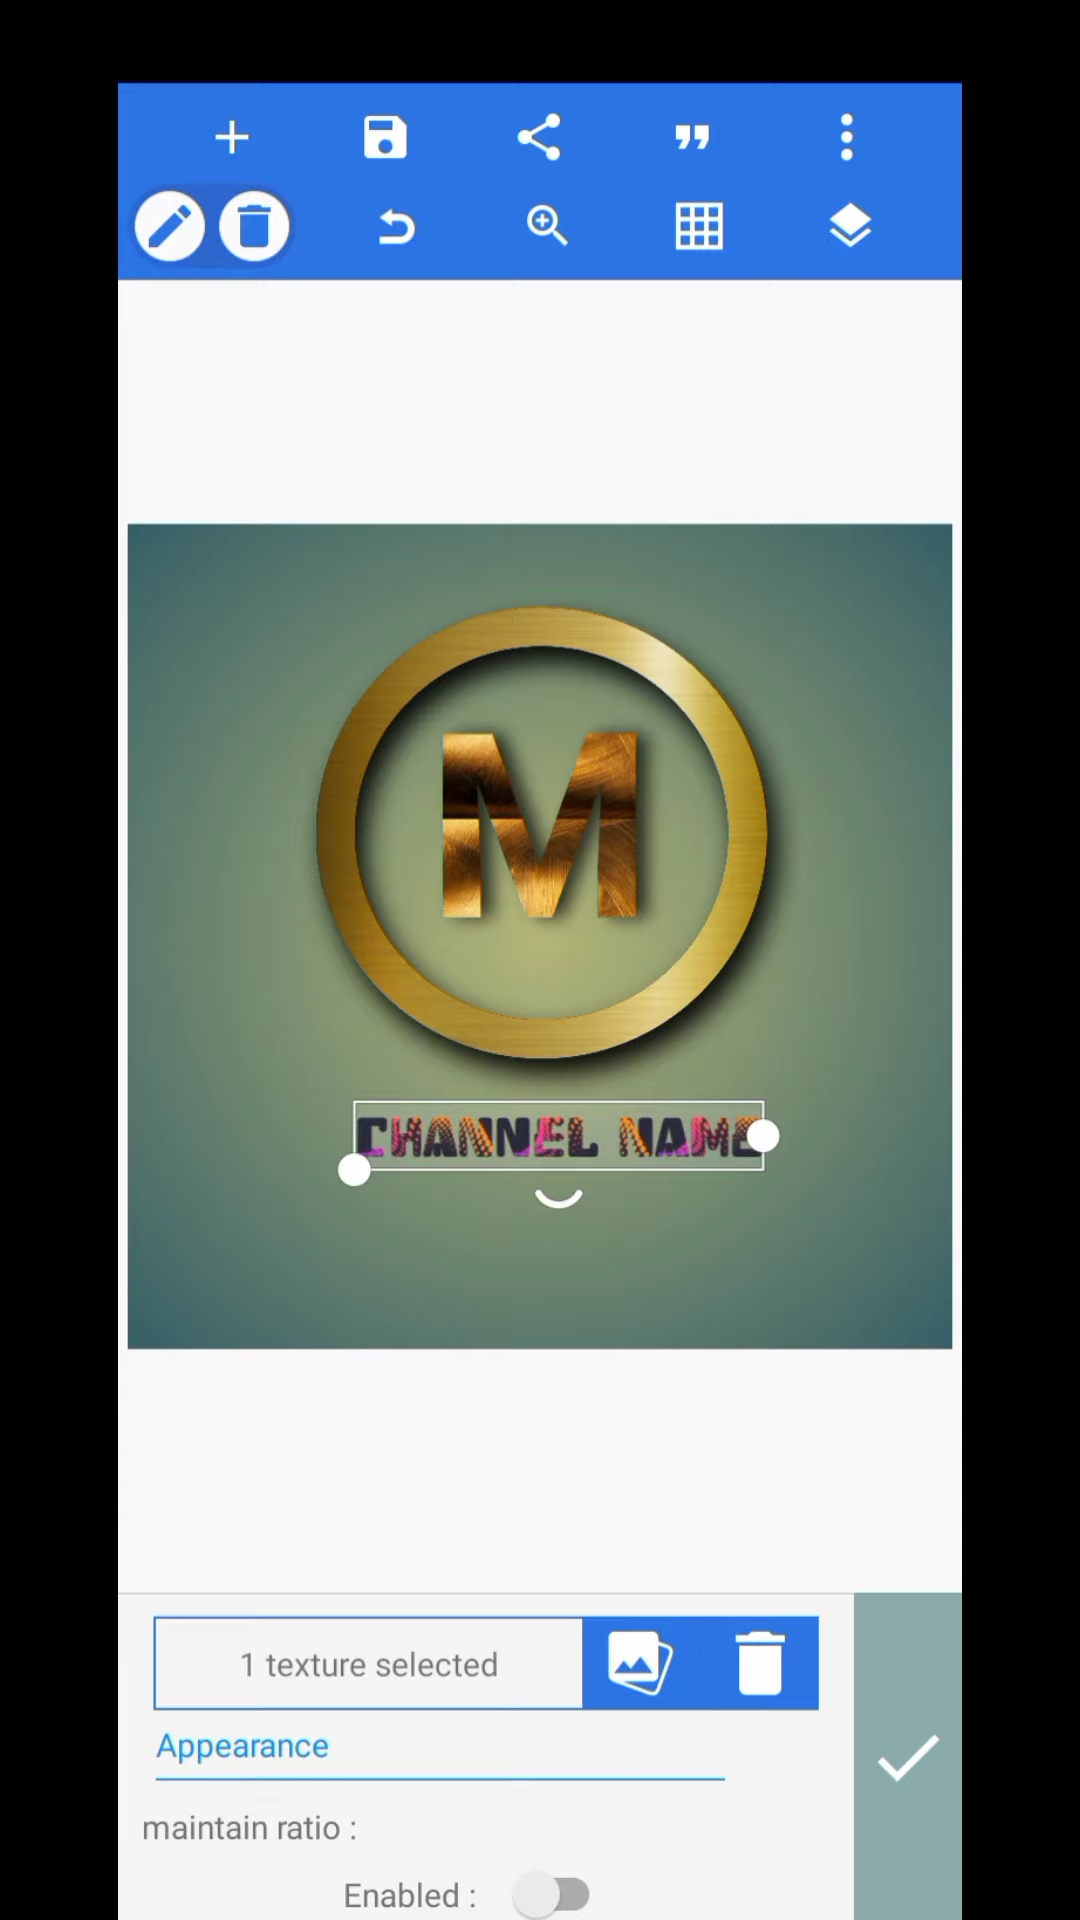 M
CHANNEL NAME
1 texture selected
Appearance
maintain ratio :
Enabled :